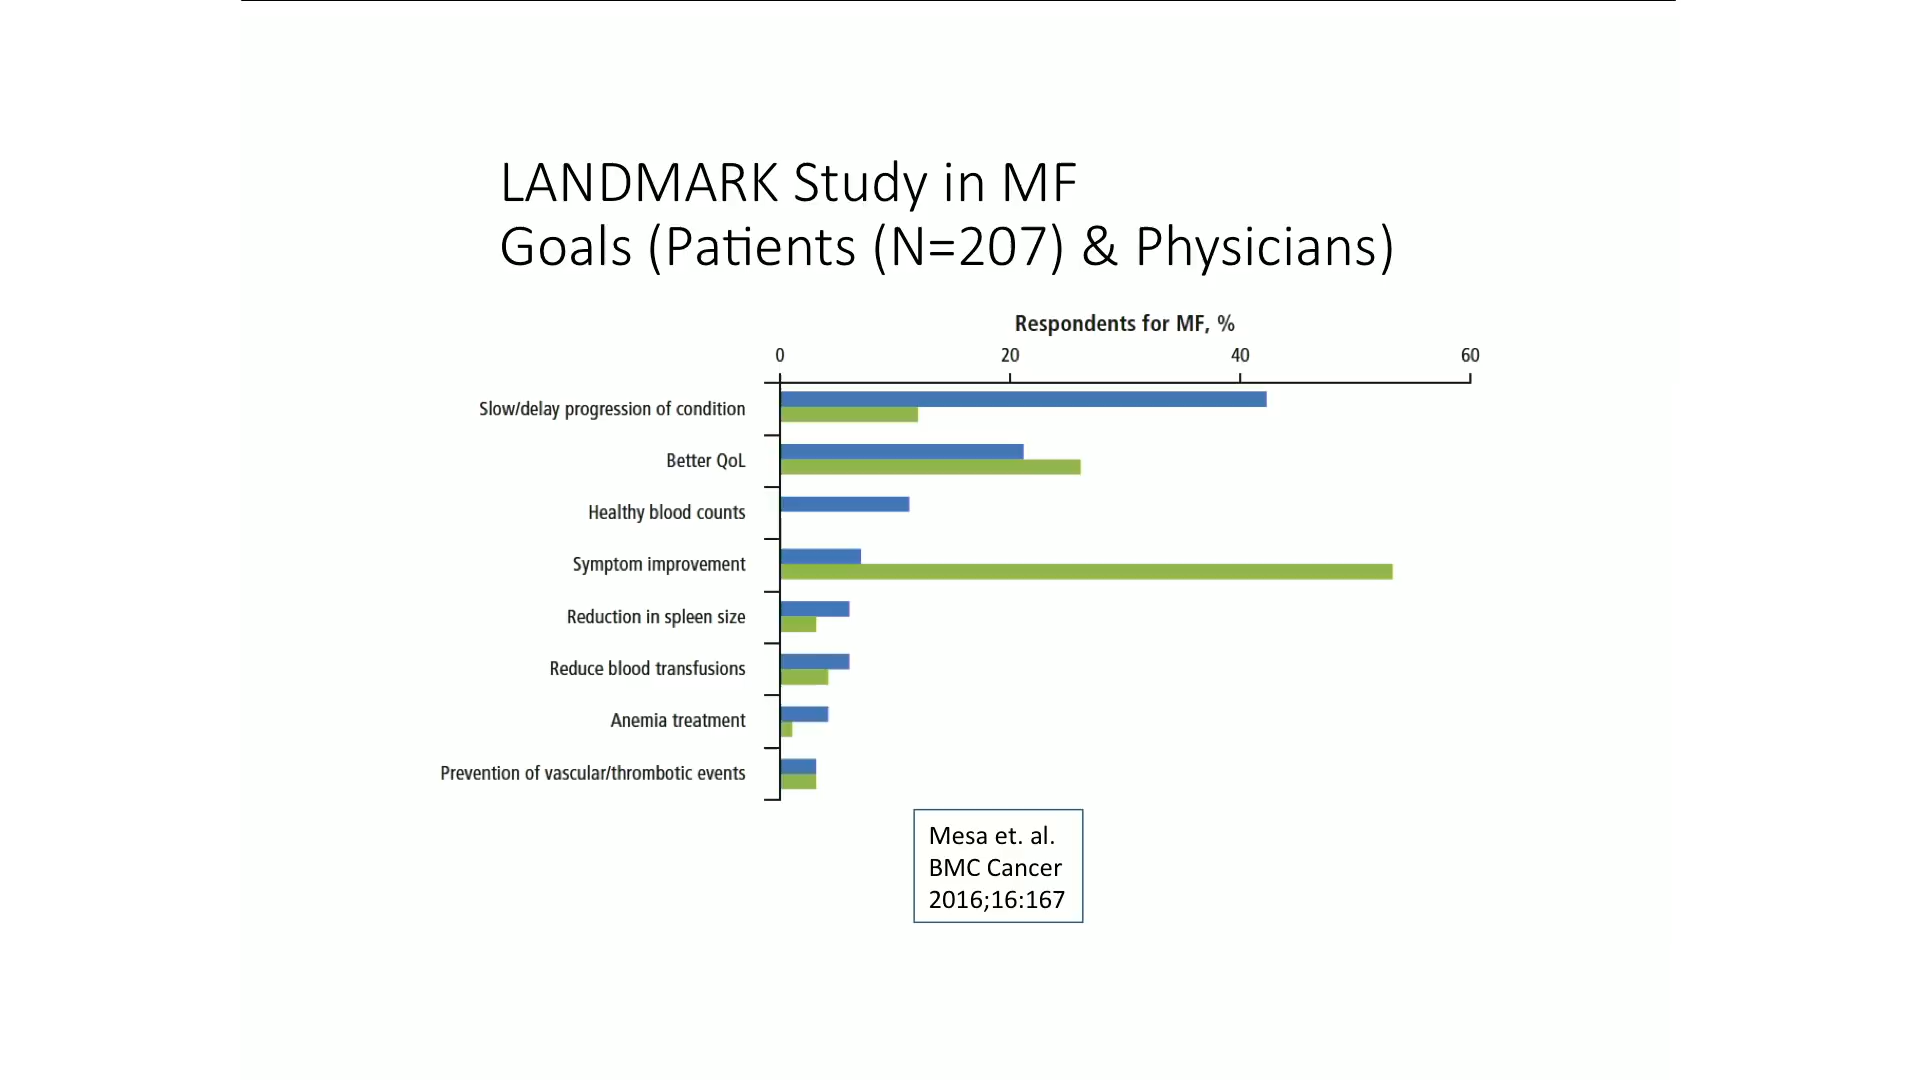 LANDMARK Study in MF
Goals (Patients (N=207) & Physicians)
Respondents for MF, %
0 20 40 60
Slow/delay progression of condition
Better QoL
Healthy blood counts
Symptom improvement
Reduction in spleen size
Reduce blood transfusions
Anemia treatment
Prevention of vascular/thrombotic events
Mesa et. al.
BMC Cancer
2016;16:167